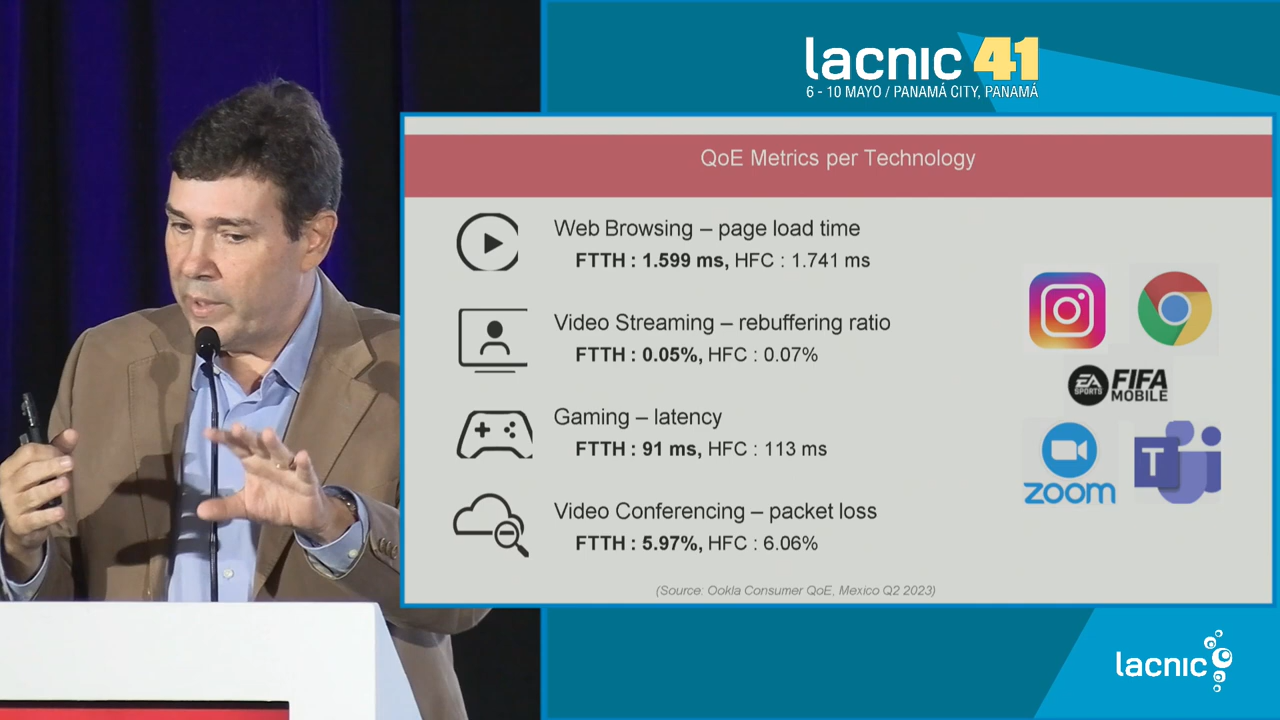 lacnic 41
6 - 10 MAYO / PANAMÁ CITY, PANAMÁ
QoE Metrics per Technology
Web Browsing – page load time
FTTH : 1.599 ms, HFC : 1.741 ms
Video Streaming – rebuffering ratio
FTTH : 0.05%, HFC : 0.07%
Gaming – latency
FTTH : 91 ms, HFC : 113 ms
Video Conferencing – packet loss
FTTH : 5.97%, HFC : 6.06%
(Source: Ookla Consumer QoE, Mexico Q2 2023)
EA SPORTS FIFA MOBILE
zoom
T
lacnic